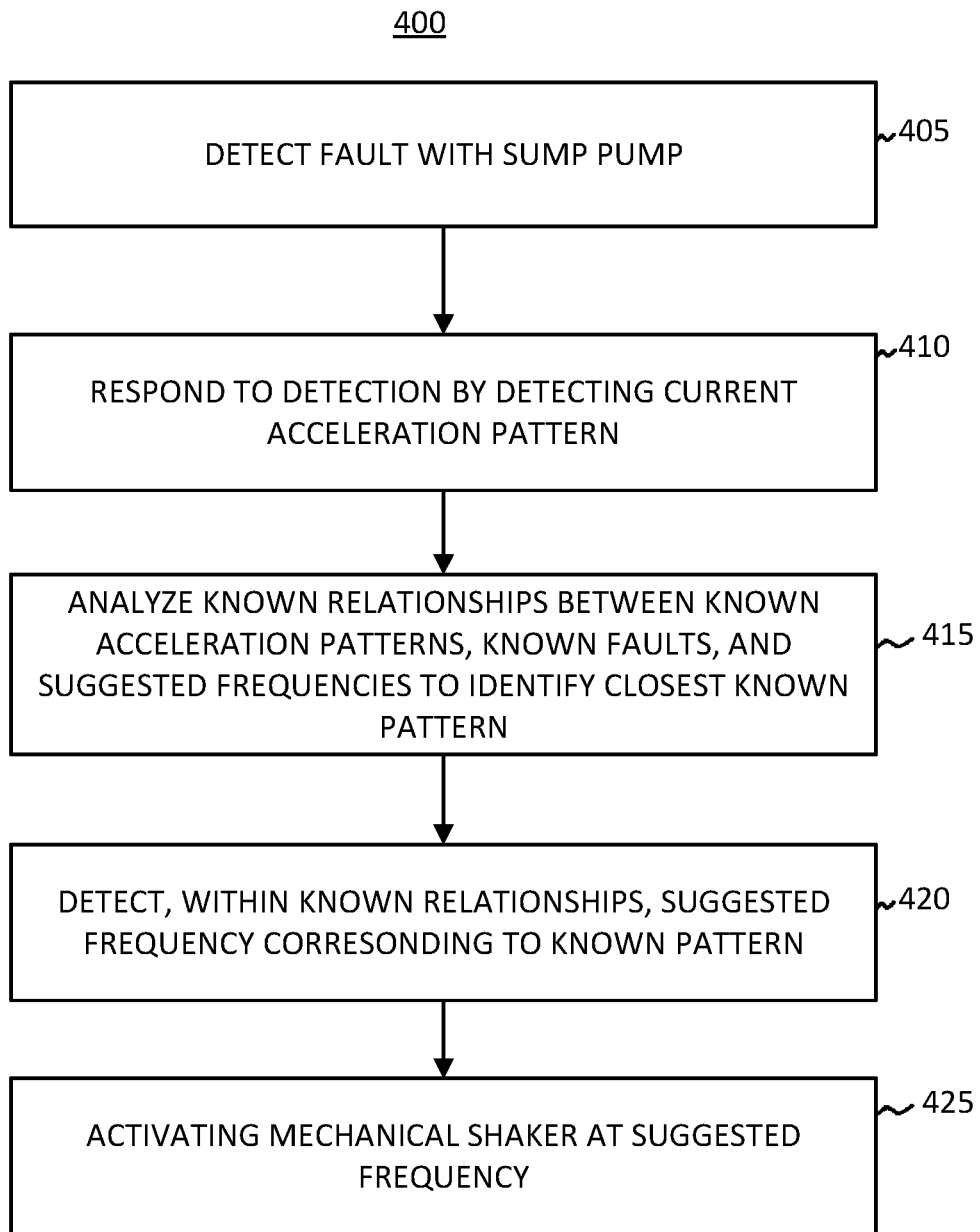 400
DETECT FAULT WITH SUMP PUMP
405
RESPOND TO DETECTION BY DETECTING CURRENT
ACCELERATION PATTERN
410
ANALYZE KNOWN RELATIONSHIPS BETWEEN KNOWN
ACCELERATION PATTERNS, KNOWN FAULTS, AND
SUGGESTED FREQUENCIES TO IDENTIFY CLOSEST KNOWN
PATTERN
415
DETECT, WITHIN KNOWN RELATIONSHIPS, SUGGESTED
FREQUENCY CORRESONDING TO KNOWN PATTERN
420
ACTIVATING MECHANICAL SHAKER AT SUGGESTED
FREQUENCY
425